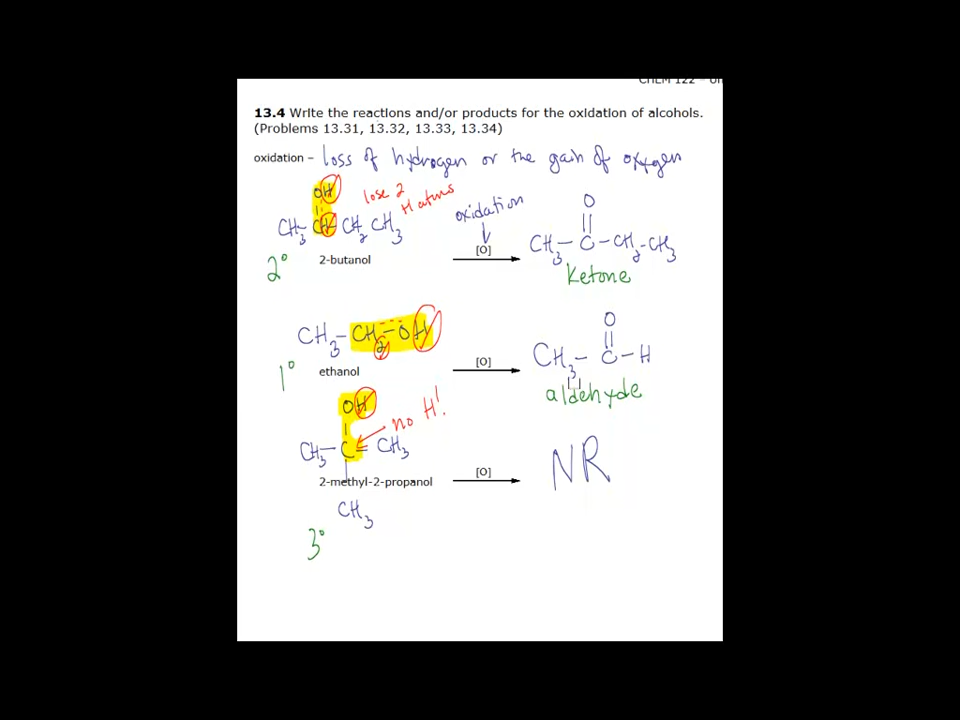 CHEM 122 – 
13.4 Write the reactions and/or products for the oxidation of alcohols.
(Problems 13.31, 13.32, 13.33, 13.34)
oxidation – loss of hydrogen or the gain of oxygen
OH
lose 2
H atoms
CH3- CH CH2 CH3
oxidation
[O]
O
CH3 – C – CH2-CH3
2° 2-butanol
Ketone
CH3-CH2-OH
[O]
O
CH3 – C – H
1° ethanol
aldehyde
OH
no H!
CH3- C = CH3
2-methyl-2-propanol
[O]
NR
CH3
3°